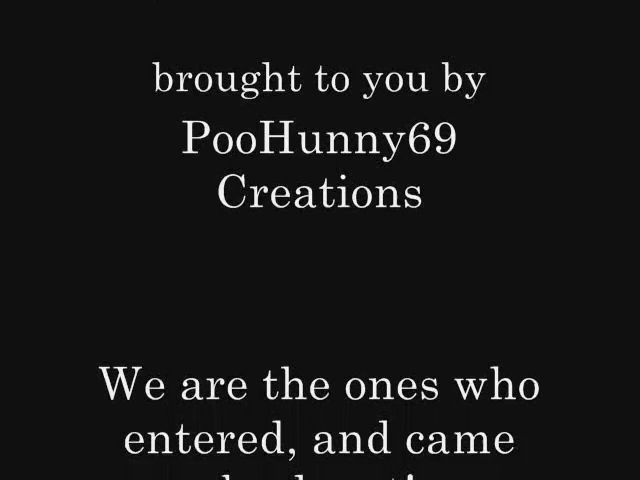 brought to you by
PooHunny69
Creations
We are the ones who
entered, and came